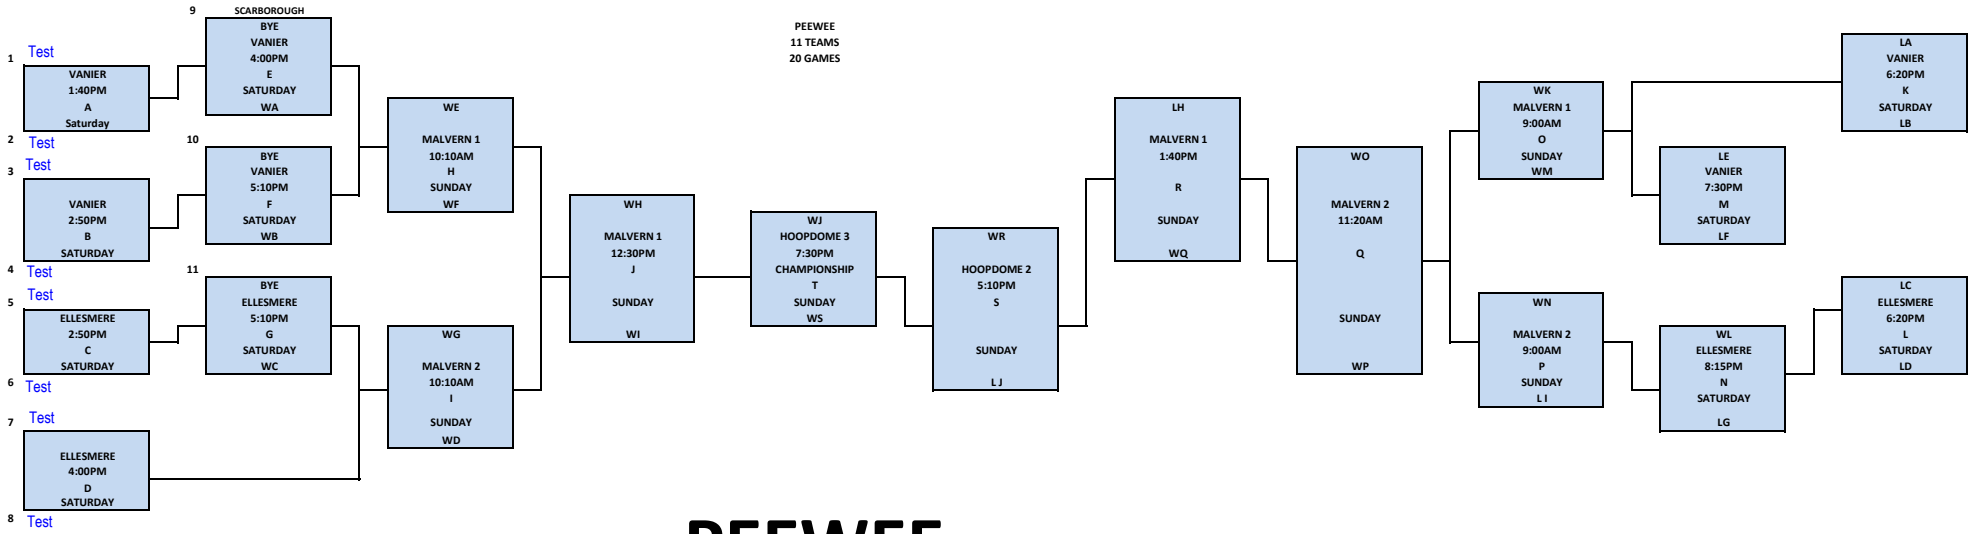 PEEWEE
11 TEAMS
20 GAMES
1 Test
VANIER
1:40PM
A
Saturday
2 Test
3 Test
VANIER
2:50PM
B
SATURDAY
4 Test
5 Test
ELLESMERE
2:50PM
C
SATURDAY
6 Test
7 Test
ELLESMERE
4:00PM
D
SATURDAY
8 Test
9 SCARBOROUGH
BYE
VANIER
4:00PM
E
SATURDAY
WA
10
BYE
VANIER
5:10PM
F
SATURDAY
WB
11
BYE
ELLESMERE
5:10PM
G
SATURDAY
WC
WE
MALVERN 1
10:10AM
H
SUNDAY
WF
WG
MALVERN 2
10:10AM
I
SUNDAY
WD
WH
MALVERN 1
12:30PM
J
SUNDAY
WI
WJ
HOOPDOME 3
7:30PM
CHAMPIONSHIP
T
SUNDAY
WS
WR
HOOPDOME 2
5:10PM
S
SUNDAY
L J
LH
MALVERN 1
1:40PM
R
SUNDAY
WQ
WO
MALVERN 2
11:20AM
Q
SUNDAY
WP
WK
MALVERN 1
9:00AM
O
SUNDAY
WM
WN
MALVERN 2
9:00AM
P
SUNDAY
L I
LE
VANIER
7:30PM
M
SATURDAY
LF
WL
ELLESMERE
8:15PM
N
SATURDAY
LG
LA
VANIER
6:20PM
K
SATURDAY
LB
LC
ELLESMERE
6:20PM
L
SATURDAY
LD
PEEWEE